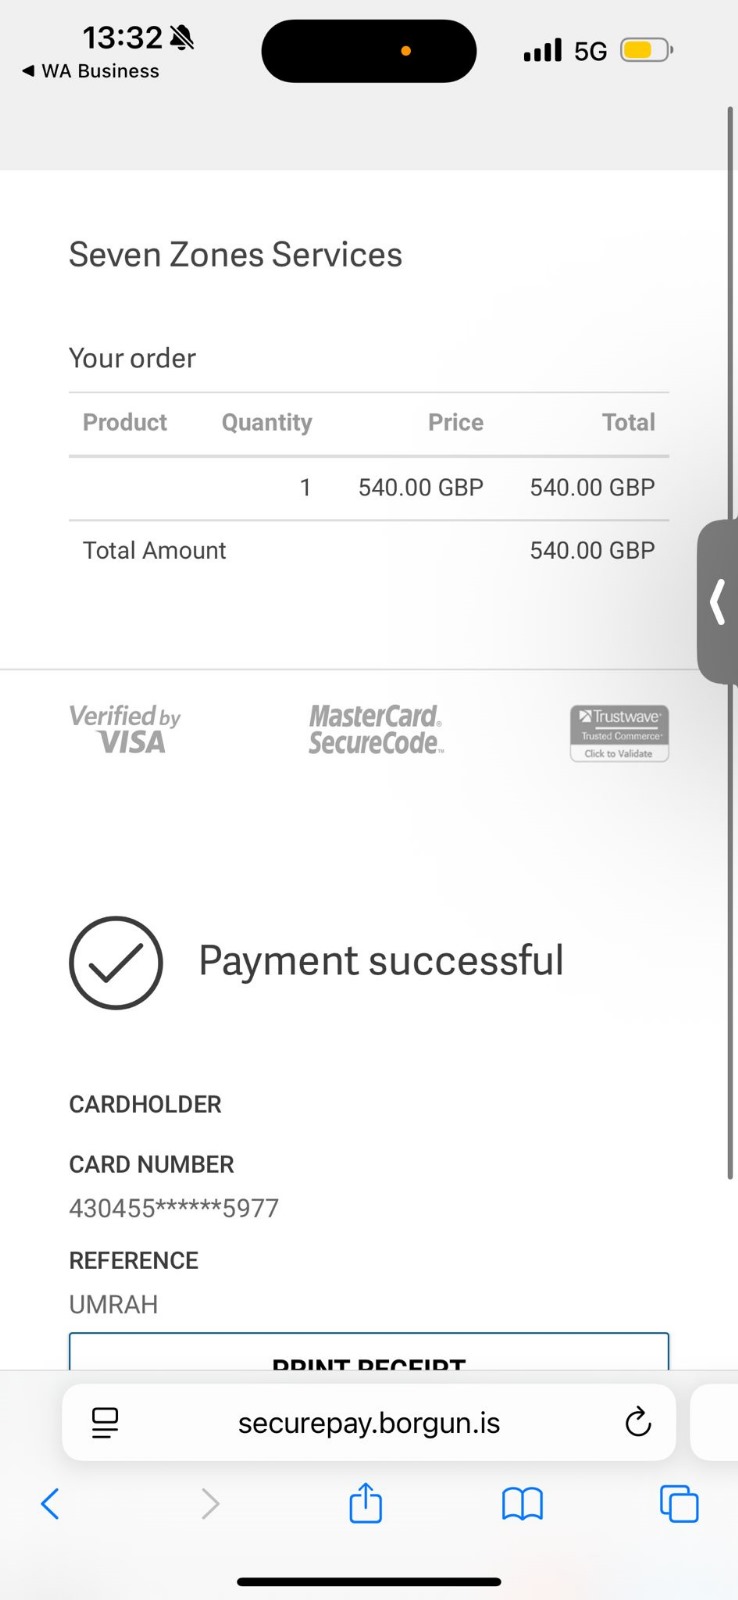 13:32
5G
◀ WA Business
Seven Zones Services
Your order
Product Quantity Price Total
1 540.00 GBP 540.00 GBP
Total Amount 540.00 GBP
Verified by
VISA
MasterCard®
SecureCode™
Trustwave®
Trusted Commerce™
Click to Validate
Payment successful
CARDHOLDER
CARD NUMBER
430455******5977
REFERENCE
UMRAH
PRINT RECEIPT
securepay.borgun.is